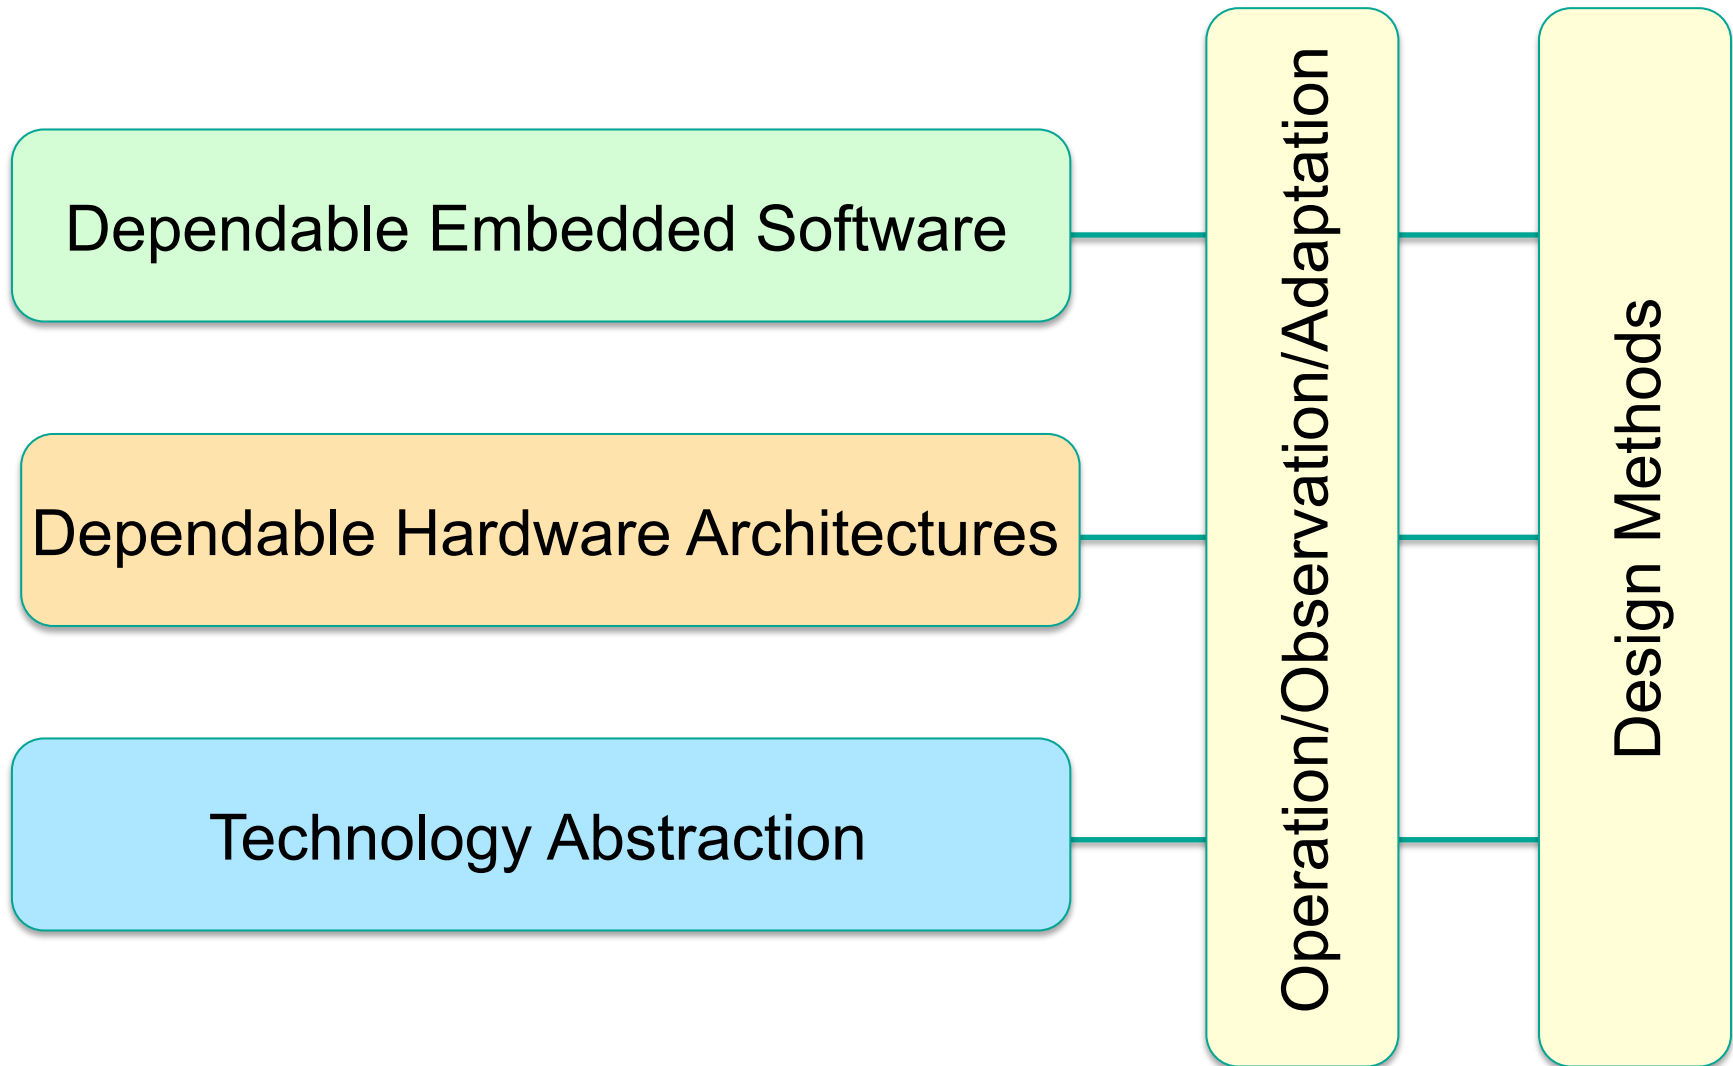 Dependable Embedded Software
Dependable Hardware Architectures
Technology Abstraction
Operation/Observation/Adaptation
Design Methods